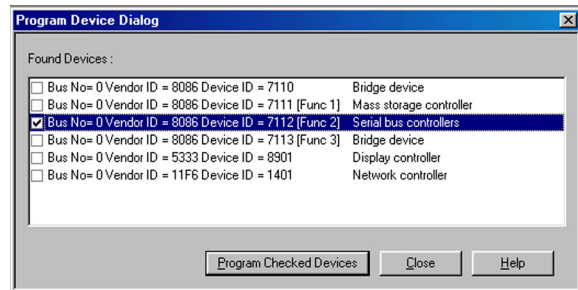 Program Device Dialog
Found Devices :
Bus No= 0 Vendor ID = 8086 Device ID = 7110 Bridge device
Bus No= 0 Vendor ID = 8086 Device ID = 7111 [Func 1] Mass storage controller
Bus No= 0 Vendor ID = 8086 Device ID = 7112 [Func 2] Serial bus controllers
Bus No= 0 Vendor ID = 8086 Device ID = 7113 [Func 3] Bridge device
Bus No= 0 Vendor ID = 5333 Device ID = 8901 Display controller
Bus No= 0 Vendor ID = 11F6 Device ID = 1401 Network controller
Program Checked Devices Close Help